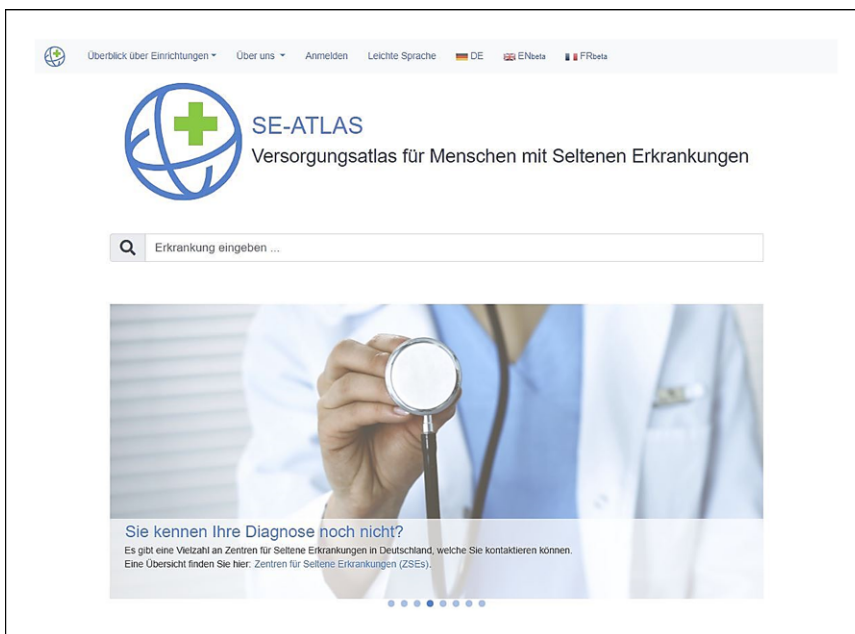 Überblick über Einrichtungen Über uns Anmelden Leichte Sprache DE ENbeta FRbeta
SE-ATLAS
Versorgungsatlas für Menschen mit Seltenen Erkrankungen
Erkrankung eingeben ...
Sie kennen Ihre Diagnose noch nicht?
Es gibt eine Vielzahl an Zentren für Seltene Erkrankungen in Deutschland, welche Sie kontaktieren können.
Eine Übersicht finden Sie hier: Zentren für Seltene Erkrankungen (ZSEs).